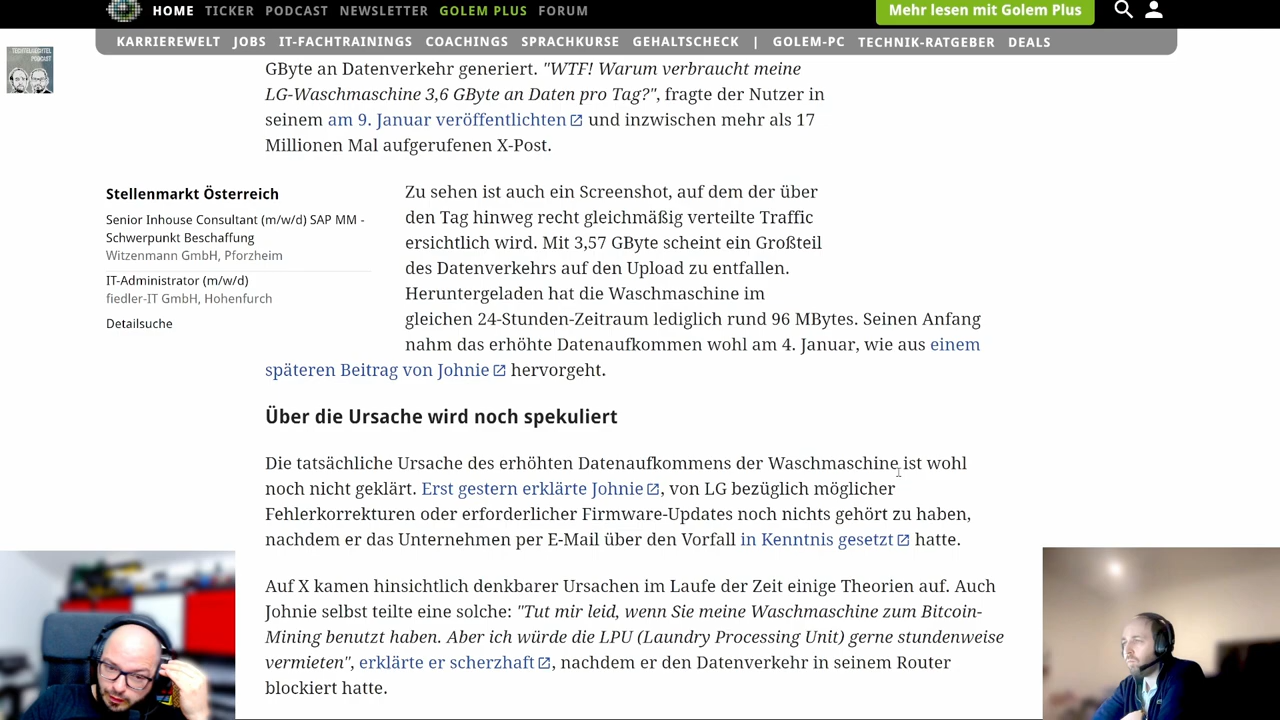 HOME TICKER PODCAST NEWSLETTER GOLEM PLUS FORUM
Mehr lesen mit Golem Plus
KARRIEREWELT JOBS IT-FACHTRAININGS COACHINGS SPRACHKURSE GEHALTSCHECK | GOLEM-PC TECHNIK-RATGEBER DEALS
GByte an Datenverkehr generiert. "WTF! Warum verbraucht meine
LG-Waschmaschine 3,6 GByte an Daten pro Tag?", fragte der Nutzer in
seinem am 9. Januar veröffentlichten und inzwischen mehr als 17
Millionen Mal aufgerufenen X-Post.
Stellenmarkt Österreich
Senior Inhouse Consultant (m/w/d) SAP MM -
Schwerpunkt Beschaffung
Witzenmann GmbH, Pforzheim
IT-Administrator (m/w/d)
fiedler-IT GmbH, Hohenfurch
Detailsuche
Zu sehen ist auch ein Screenshot, auf dem der über
den Tag hinweg recht gleichmäßig verteilte Traffic
ersichtlich wird. Mit 3,57 GByte scheint ein Großteil
des Datenverkehrs auf den Upload zu entfallen.
Heruntergeladen hat die Waschmaschine im
gleichen 24-Stunden-Zeitraum lediglich rund 96 MBytes. Seinen Anfang
nahm das erhöhte Datenaufkommen wohl am 4. Januar, wie aus einem
späteren Beitrag von Johnie hervorgeht.
Über die Ursache wird noch spekuliert
Die tatsächliche Ursache des erhöhten Datenaufkommens der Waschmaschine ist wohl
noch nicht geklärt. Erst gestern erklärte Johnie, von LG bezüglich möglicher
Fehlerkorrekturen oder erforderlicher Firmware-Updates noch nichts gehört zu haben,
nachdem er das Unternehmen per E-Mail über den Vorfall in Kenntnis gesetzt hatte.
Auf X kamen hinsichtlich denkbarer Ursachen im Laufe der Zeit einige Theorien auf. Auch
Johnie selbst teilte eine solche: "Tut mir leid, wenn Sie meine Waschmaschine zum Bitcoin-
Mining benutzt haben. Aber ich würde die LPU (Laundry Processing Unit) gerne stundenweise
vermieten", erklärte er scherzhaft, nachdem er den Datenverkehr in seinem Router
blockiert hatte.